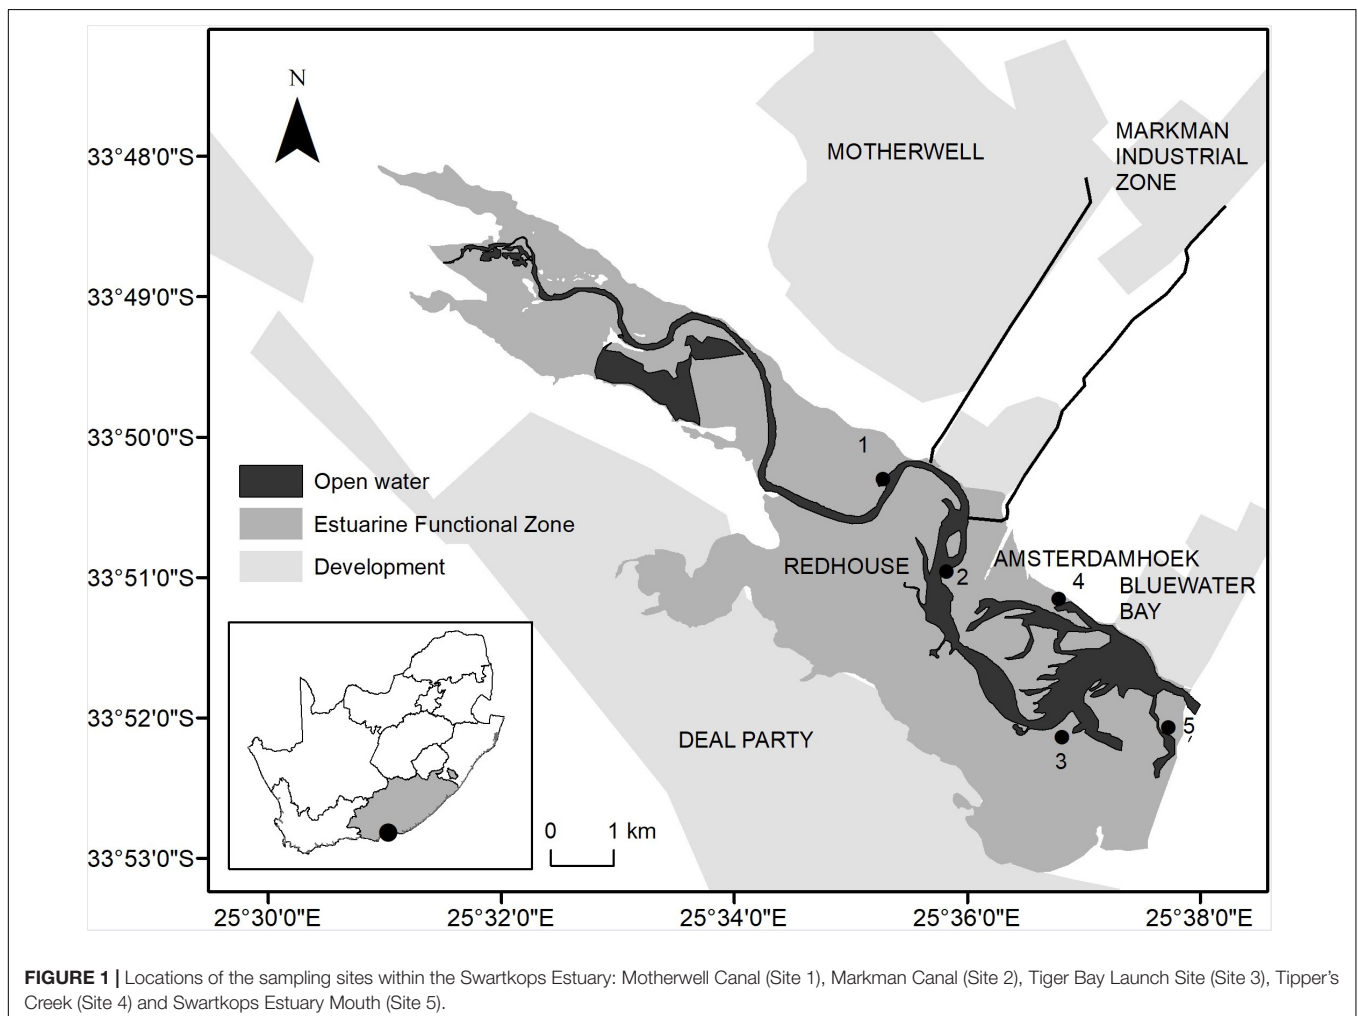 N
MOTHERWELL
MARKMAN
INDUSTRIAL
ZONE
33°48'0"S
33°49'0"S
33°50'0"S
33°51'0"S
33°52'0"S
33°53'0"S
1
Open water
Estuarine Functional Zone
Development
REDHOUSE
2
AMSTERDAMHOEK
4
BLUEWATER
BAY
DEAL PARTY
3
5
0 1 km
25°30'0"E 25°32'0"E 25°34'0"E 25°36'0"E 25°38'0"E
FIGURE 1 | Locations of the sampling sites within the Swartkops Estuary: Motherwell Canal (Site 1), Markman Canal (Site 2), Tiger Bay Launch Site (Site 3), Tipper's
Creek (Site 4) and Swartkops Estuary Mouth (Site 5).